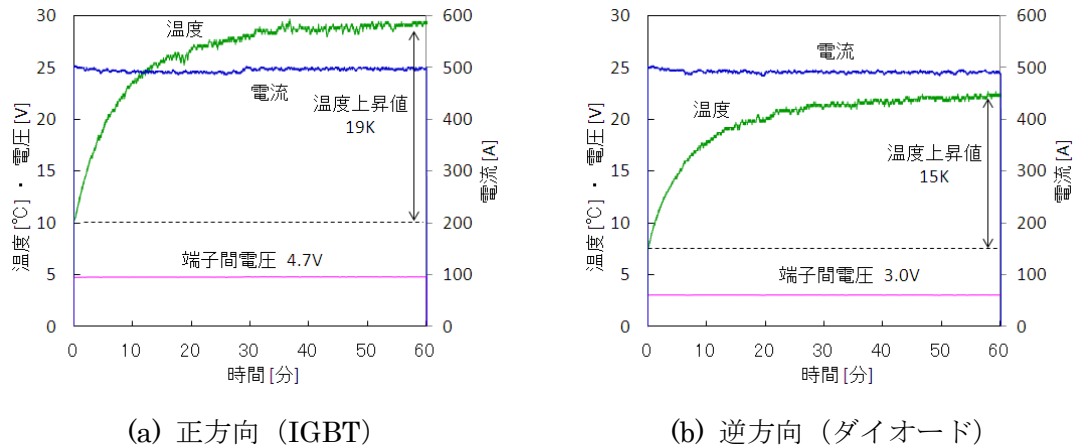 温度[℃]・電圧[V]
30
25
20
15
10
5
0
温度
電流
温度上昇値
19K
端子間電圧 4.7V
600
500
400
300
200
100
0
電流[A]
0 10 20 30 40 50 60
時間[分]
(a) 正方向（IGBT）
温度[℃]・電圧[V]
30
25
20
15
10
5
0
電流
温度
温度上昇値
15K
端子間電圧 3.0V
600
500
400
300
200
100
0
電流[A]
0 10 20 30 40 50 60
時間[分]
(b) 逆方向（ダイオード）